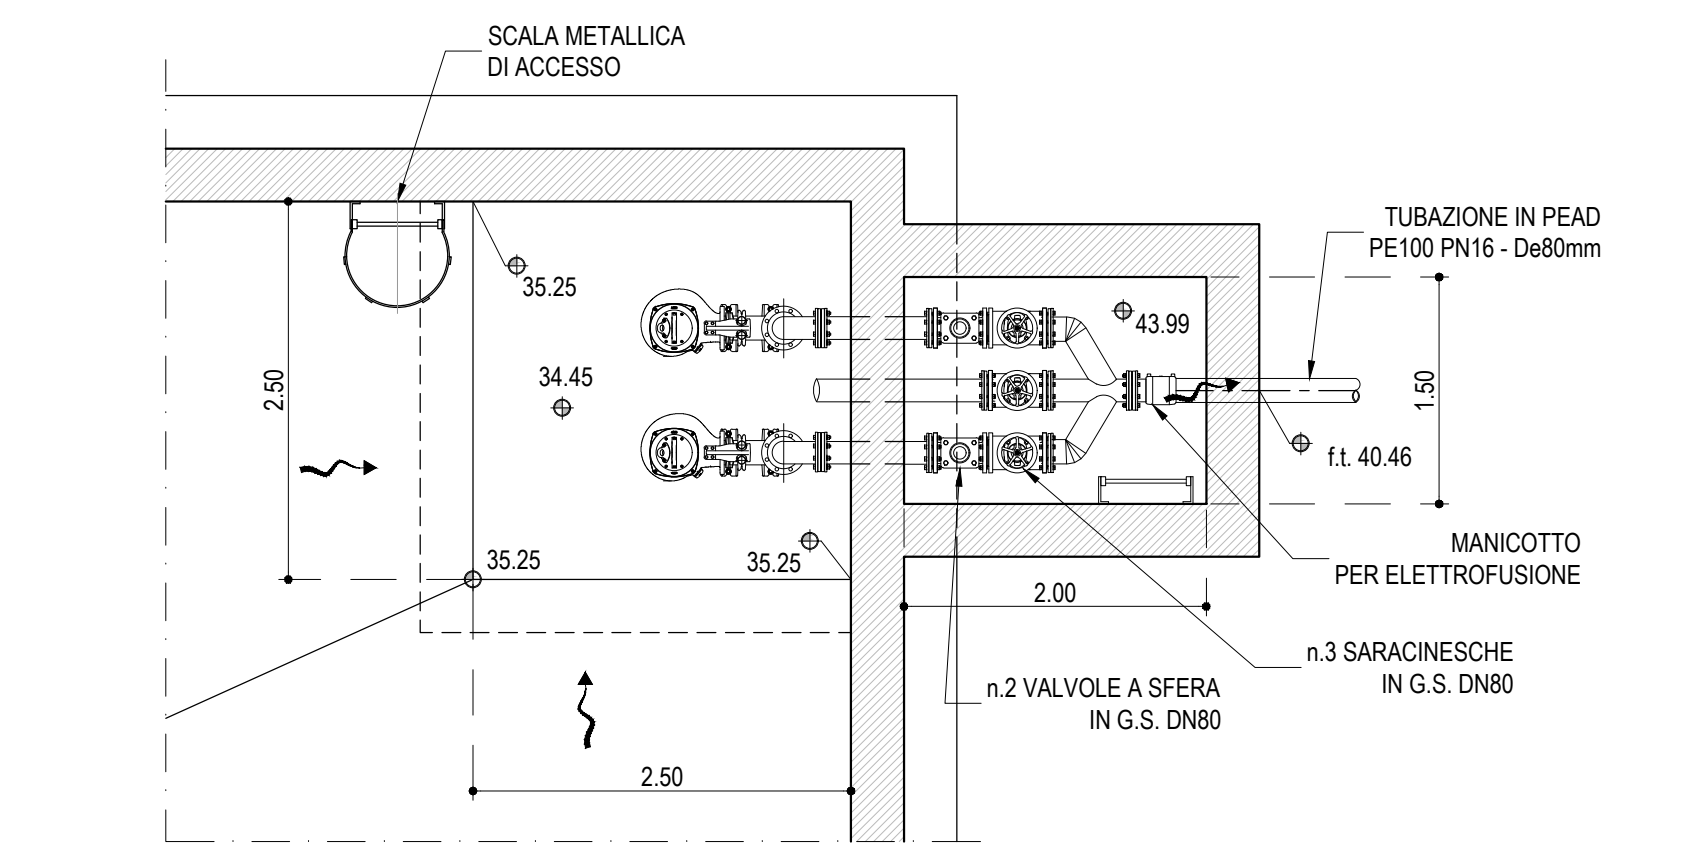 SCALA METALLICA
DI ACCESSO
TUBAZIONE IN PEAD
PE100 PN16 - De80mm
35.25
43.99
34.45
2.50
1.50
f.t. 40.46
35.25
35.25
MANICOTTO
PER ELETTROFUSIONE
2.00
n.3 SARACINESCHE
IN G.S. DN80
n.2 VALVOLE A SFERA
IN G.S. DN80
2.50